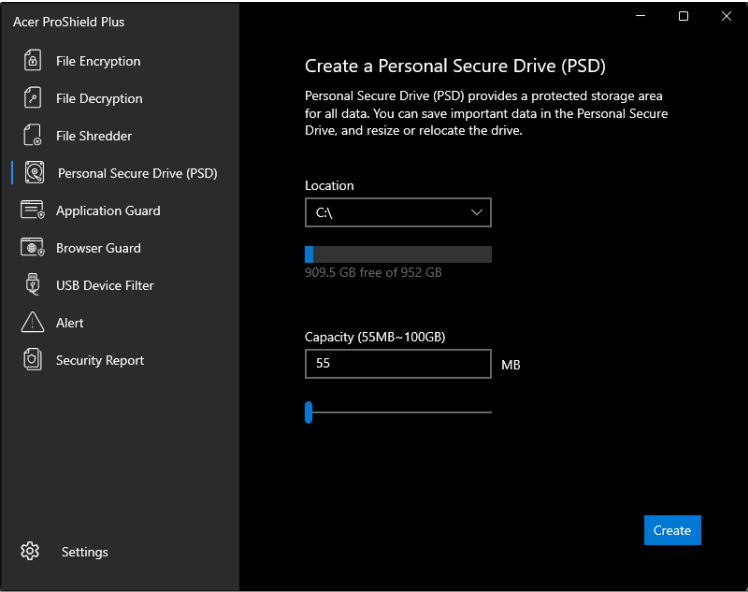 Acer ProShield Plus
File Encryption
File Decryption
File Shredder
Personal Secure Drive (PSD)
Application Guard
Browser Guard
USB Device Filter
Alert
Security Report
Settings
Create a Personal Secure Drive (PSD)
Personal Secure Drive (PSD) provides a protected storage area
for all data. You can save important data in the Personal Secure
Drive, and resize or relocate the drive.
Location
C:\
909.5 GB free of 952 GB
Capacity (55MB~100GB)
55
MB
Create